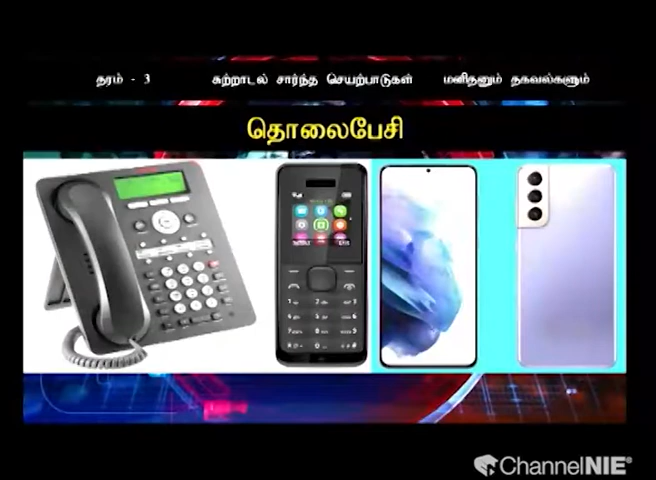 தரம் - 3 சுற்றாடல் சார்ந்த செயற்பாடுகள் மனிதனும் தகவல்களும்
தொலைபேசி
ChannelNIE